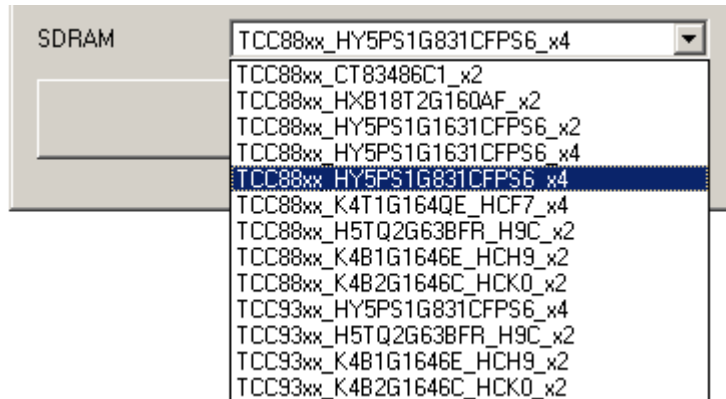 SDRAM TCC88xx_HY5PS1G831CFPS6_x4
TCC88xx_CT83486C1_x2
TCC88xx_HXB18T2G160AF_x2
TCC88xx_HY5PS1G1631CFPS6_x2
TCC88xx_HY5PS1G1631CFPS6_x4
TCC88xx_HY5PS1G831CFPS6_x4
TCC88xx_K4T1G164QE_HCF7_x4
TCC88xx_H5TQ2G63BFR_H9C_x2
TCC88xx_K4B1G1646E_HCH9_x2
TCC88xx_K4B2G1646C_HCK0_x2
TCC93xx_HY5PS1G831CFPS6_x4
TCC93xx_H5TQ2G63BFR_H9C_x2
TCC93xx_K4B1G1646E_HCH9_x2
TCC93xx_K4B2G1646C_HCK0_x2